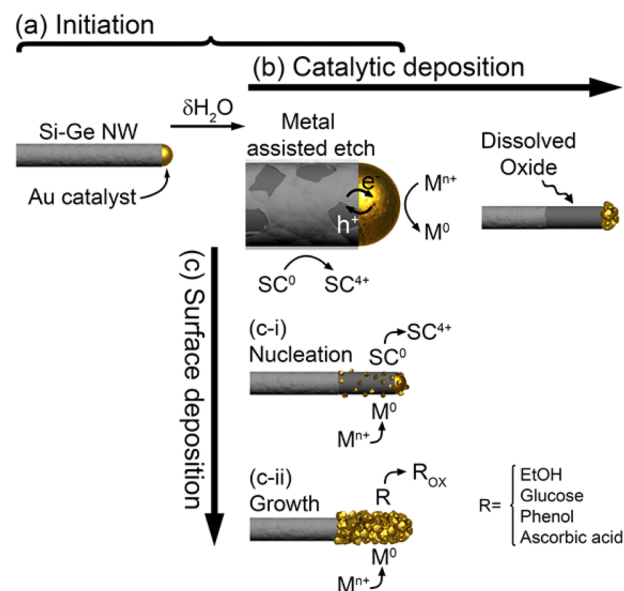 (a) Initiation
(b) Catalytic deposition
Si-Ge NW
δH₂O
Au catalyst
Metal
assisted etch
e⁻
h⁺
Mⁿ⁺
M⁰
SC⁰
SC⁴⁺
Dissolved
Oxide
(c) Surface deposition
(c-i)
Nucleation
SC⁴⁺
SC⁰
M⁰
Mⁿ⁺
(c-ii)
Growth
R_OX
R
M⁰
Mⁿ⁺
R=
EtOH
Glucose
Phenol
Ascorbic acid